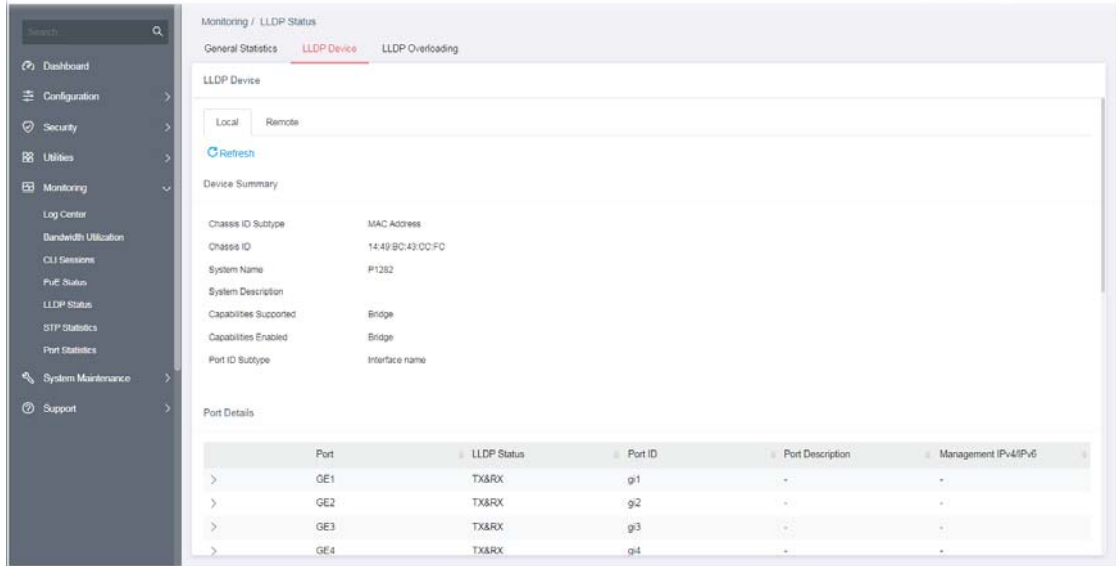 Monitoring / LLDP Status
Search
General Statistics LLDP Device LLDP Overloading
Dashboard
LLDP Device
Configuration
Security
Local Remote
Refresh
Utilities
Monitoring
Device Summary
Log Center
Bandwidth Utilization
CLI Sessions
PoE Status
LLDP Status
STP Statistics
Port Statistics
System Maintenance
Support
Chassis ID Subtype MAC Address
Chassis ID 14:49:BC:43:CC:FC
System Name P1282
System Description
Capabilities Supported Bridge
Capabilities Enabled Bridge
Port ID Subtype Interface name
Port Details
Port LLDP Status Port ID Port Description Management IPv4/IPv6
GE1 TX&RX gi1 - -
GE2 TX&RX gi2 - -
GE3 TX&RX gi3 - -
GE4 TX&RX gi4 - -